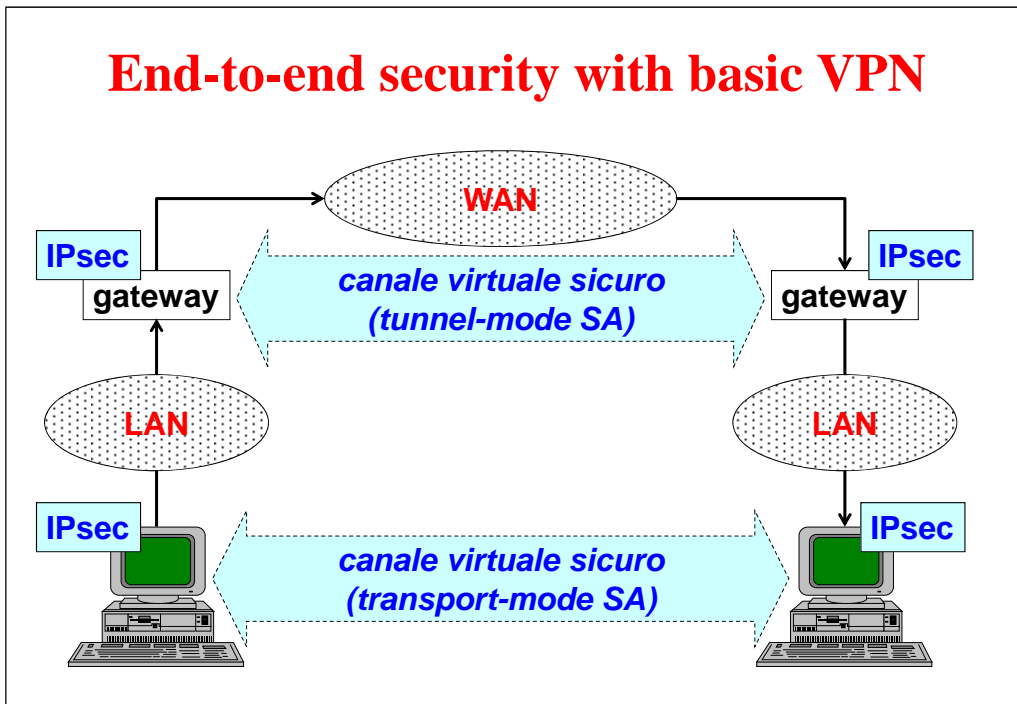 End-to-end security with basic VPN
WAN
IPsec
gateway
canale virtuale sicuro
(tunnel-mode SA)
IPsec
gateway
LAN
LAN
IPsec
canale virtuale sicuro
(transport-mode SA)
IPsec